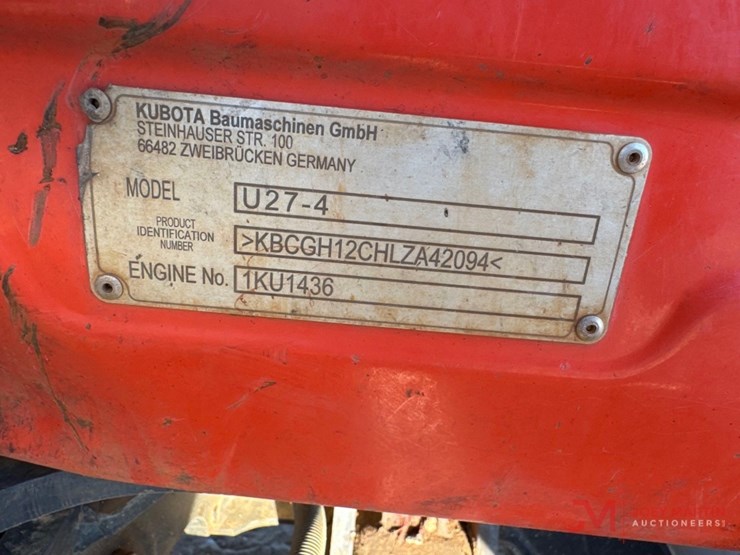 KUBOTA Baumaschinen GmbH
STEINHAUSER STR. 100
66482 ZWEIBRÜCKEN GERMANY
MODEL U27-4
PRODUCT IDENTIFICATION NUMBER >KBCGH12CHLZA42094<
ENGINE No. 1KU1436
AUCTIONEERS